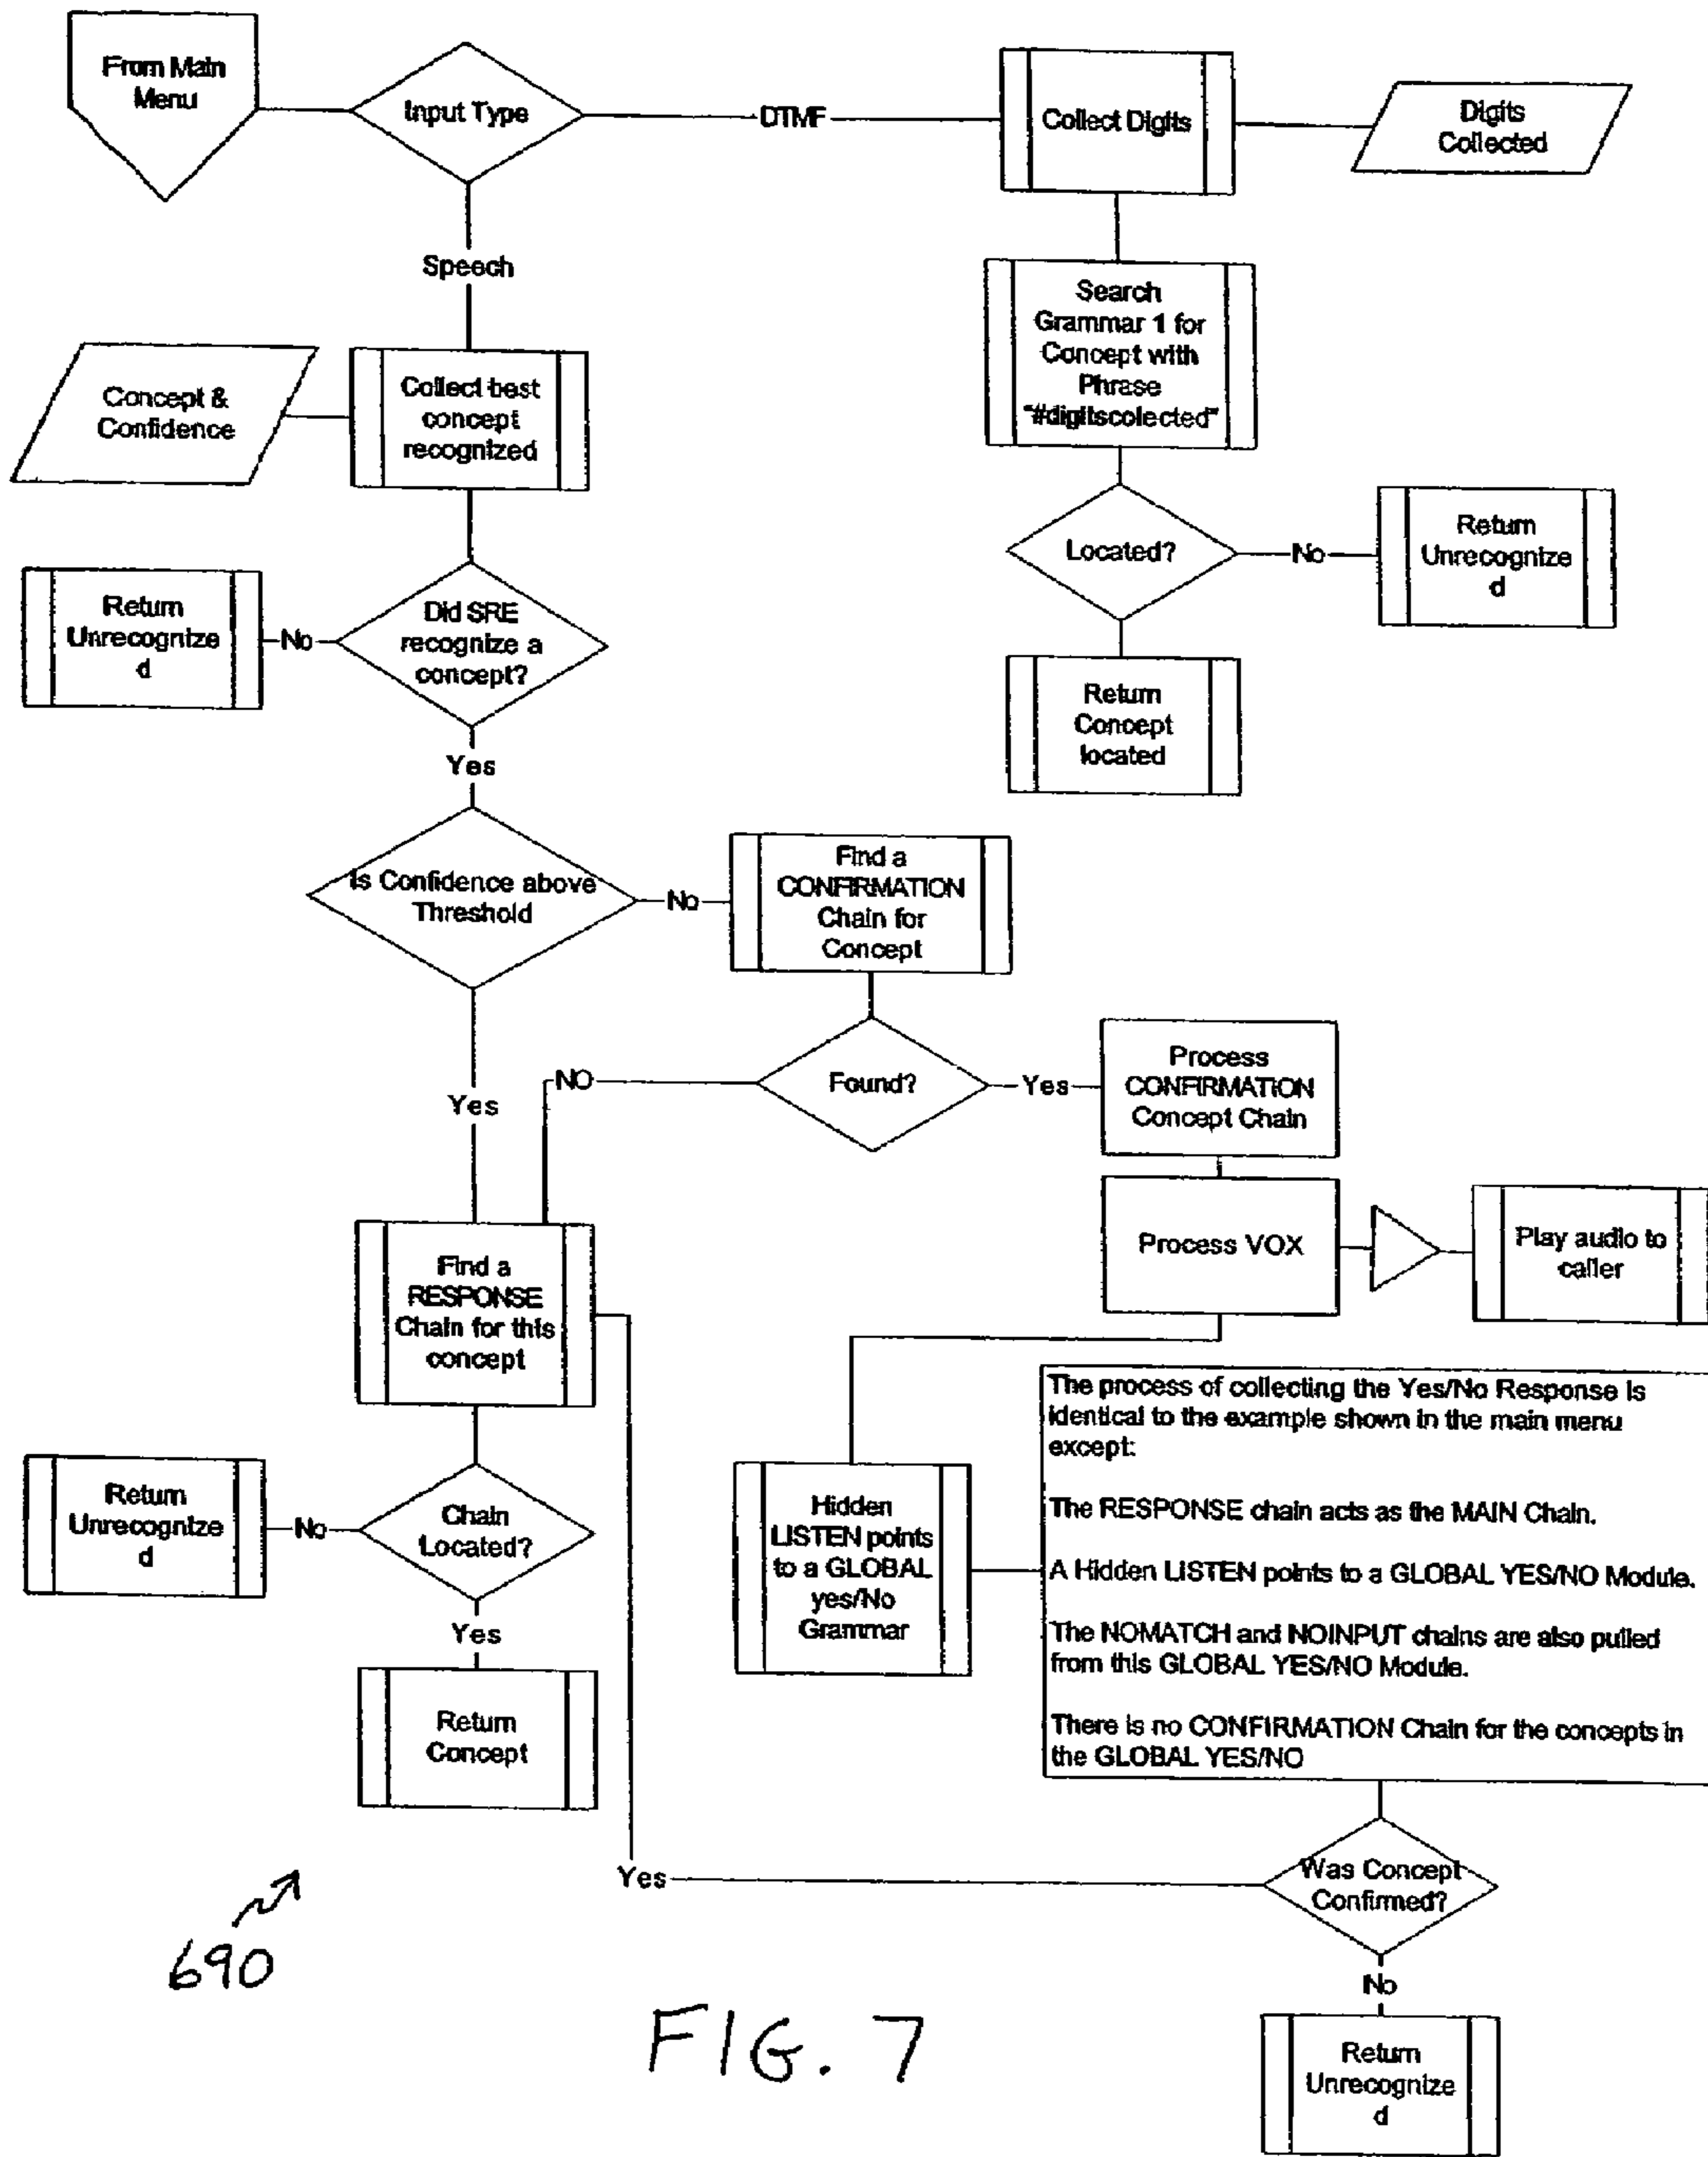 From Main
Menu
Input Type
DTMF
Collect Digits
Digits
Collected
Speech
Search
Grammar 1 for
Concept with
Phrase
"#digitscolected"
Concept &
Confidence
Collect best
concept
recognized
Located?
No
Return
Unrecognize
d
Return
Unrecognize
d
No
Did SRE
recognize a
concept?
Return
Concept
located
Yes
Is Confidence above
Threshold
No
Find a
CONFIRMATION
Chain for
Concept
Yes
NO
Found?
Yes
Process
CONFIRMATION
Concept Chain
Process VOX
Play audio to
caller
Find a
RESPONSE
Chain for this
concept
The process of collecting the Yes/No Response is
identical to the example shown in the main menu
except:
The RESPONSE chain acts as the MAIN Chain.
A Hidden LISTEN points to a GLOBAL YES/NO Module.
The NOMATCH and NOINPUT chains are also pulled
from this GLOBAL YES/NO Module.
There is no CONFIRMATION Chain for the concepts in
the GLOBAL YES/NO
Hidden
LISTEN points
to a GLOBAL
yes/No
Grammar
Return
Unrecognize
d
No
Chain
Located?
Yes
Return
Concept
Yes
Was Concept
Confirmed?
No
Return
Unrecognize
d
690
FIG. 7